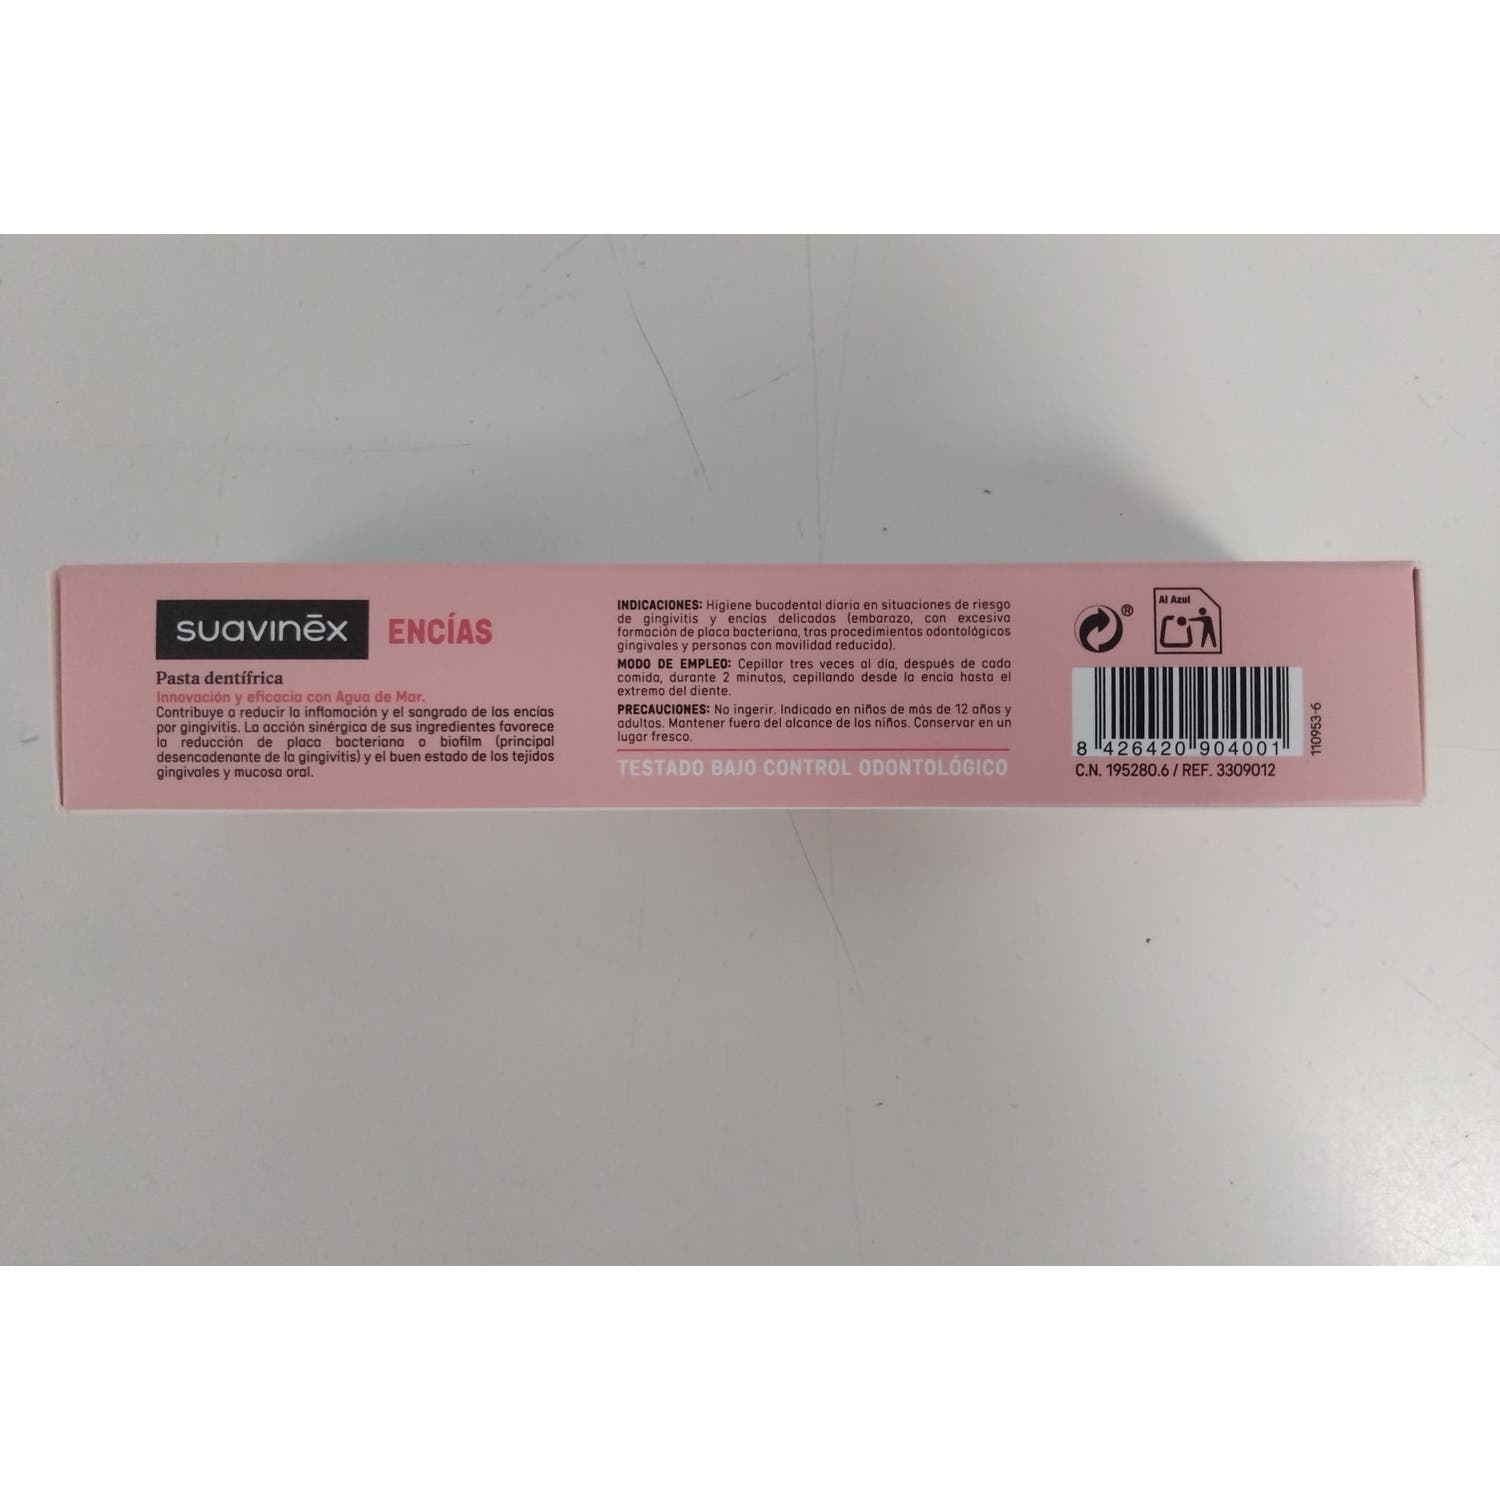 suavinēx ENCÍAS
Pasta dentífrica
Innovación y eficacia con Agua de Mar.
Contribuye a reducir la inflamación y el sangrado de las encías
por gingivitis. La acción sinérgica de sus ingredientes favorece
la reducción de placa bacteriana o biofilm (principal
desencadenante de la gingivitis) y el buen estado de los tejidos
gingivales y mucosa oral.
INDICACIONES: Higiene bucodental diaria en situaciones de riesgo
de gingivitis y encías delicadas (embarazo, con excesiva
formación de placa bacteriana, tras procedimientos odontológicos
gingivales y personas con movilidad reducida).
MODO DE EMPLEO: Cepillar tres veces al día, después de cada
comida, durante 2 minutos, cepillando desde la encía hasta el
extremo del diente.
PRECAUCIONES: No ingerir. Indicado en niños de más de 12 años y
adultos. Mantener fuera del alcance de los niños. Conservar en un
lugar fresco.
TESTADO BAJO CONTROL ODONTOLÓGICO
®
Al Azul
8 426420 904001
C.N. 195280.6 / REF. 3309012
110953-6